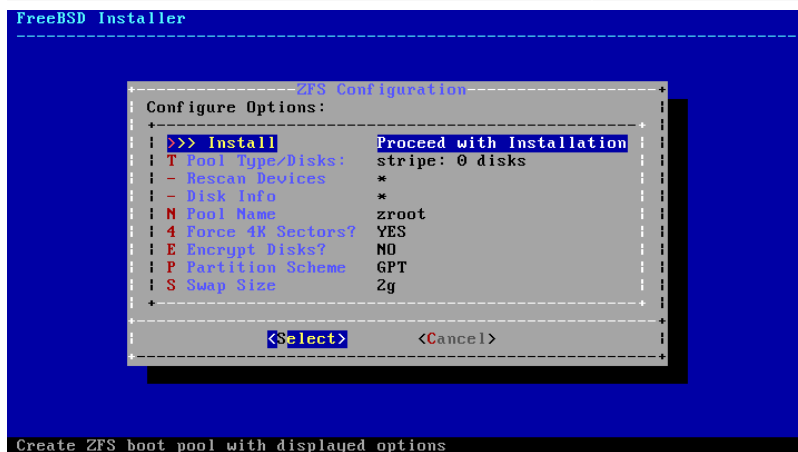 FreeBSD Installer
ZFS Configuration
Configure Options:
>>> Install Proceed with Installation
T Pool Type/Disks: stripe: 0 disks
- Rescan Devices *
- Disk Info *
N Pool Name zroot
4 Force 4K Sectors? YES
E Encrypt Disks? NO
P Partition Scheme GPT
S Swap Size 2g
<Select> <Cancel>
Create ZFS boot pool with displayed options